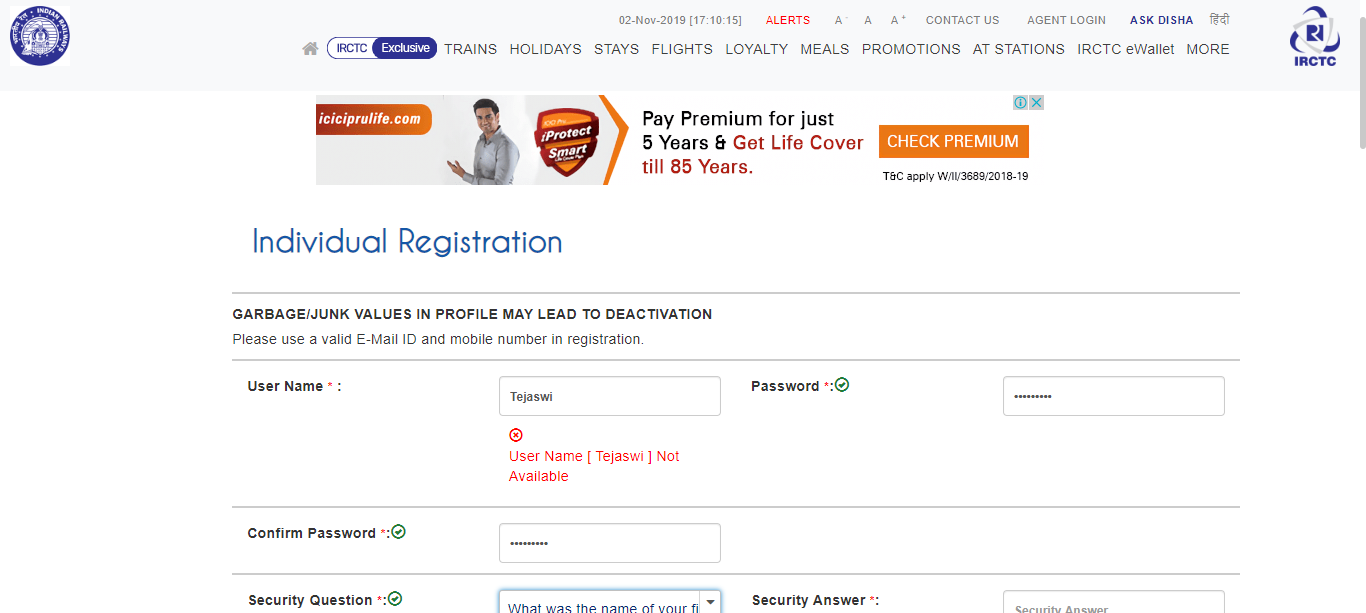 02-Nov-2019 [17:10:15] ALERTS A- A A+ CONTACT US AGENT LOGIN ASK DISHA हिंदी
INDIAN RAILWAYS
भारतीय रेल
IRCTC Exclusive TRAINS HOLIDAYS STAYS FLIGHTS LOYALTY MEALS PROMOTIONS AT STATIONS IRCTC eWallet MORE
IRCTC
iciciprulife.com
iProtect
Smart
Pay Premium for just
5 Years & Get Life Cover
till 85 Years.
CHECK PREMIUM
T&C apply W/II/3689/2018-19
Individual Registration
GARBAGE/JUNK VALUES IN PROFILE MAY LEAD TO DEACTIVATION
Please use a valid E-Mail ID and mobile number in registration.
User Name * : Tejaswi Password *: •••••••••
User Name [ Tejaswi ] Not
Available
Confirm Password *: •••••••••
Security Question *: What was the name of your fi Security Answer *: Security Answer